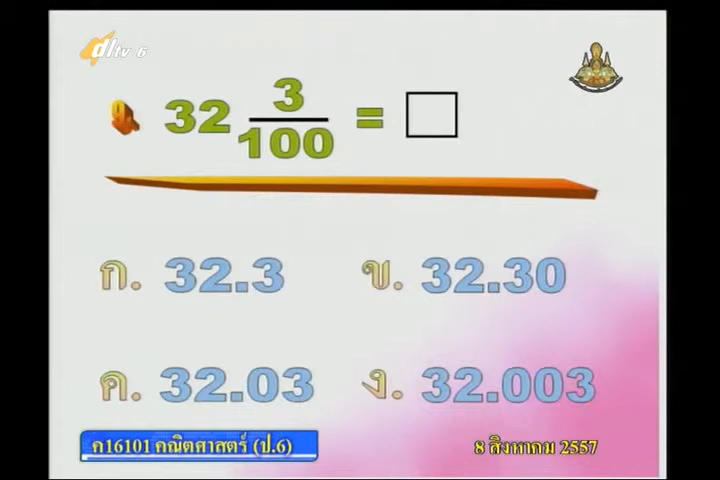 dltv 6
9. 32 3/100 = □
ก. 32.3 ข. 32.30
ค. 32.03 ง. 32.003
ค16101 คณิตศาสตร์ (ป.6) 8 สิงหาคม 2557